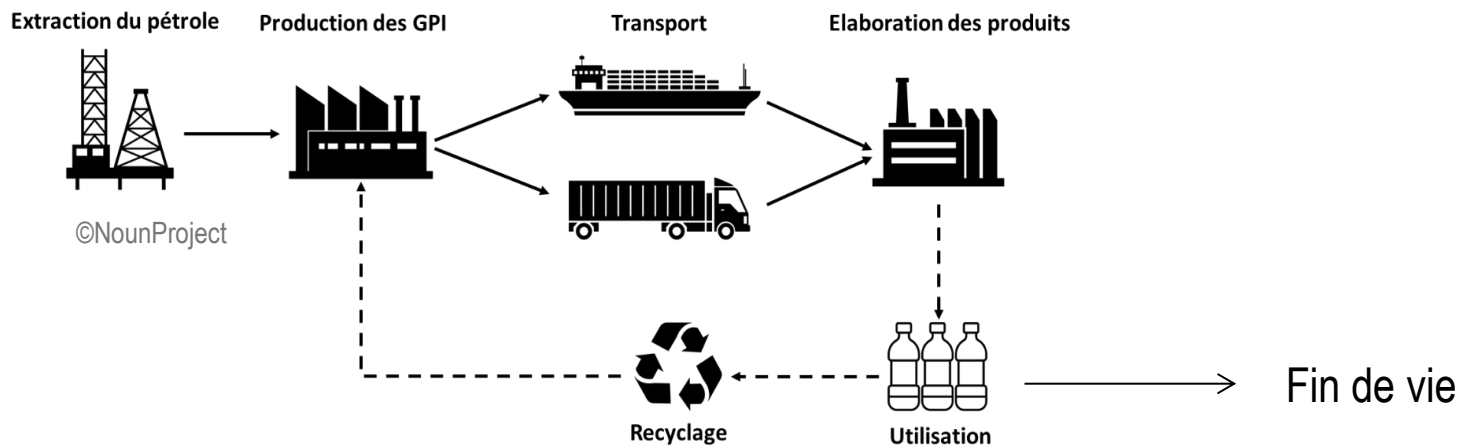 Extraction du pétrole
Production des GPI
Transport
Elaboration des produits
©NounProject
Fin de vie
Recyclage
Utilisation